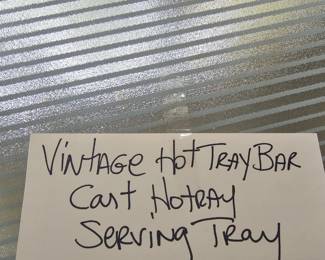 Vintage Hot Tray Bar
Cart Hotray
Serving Tray